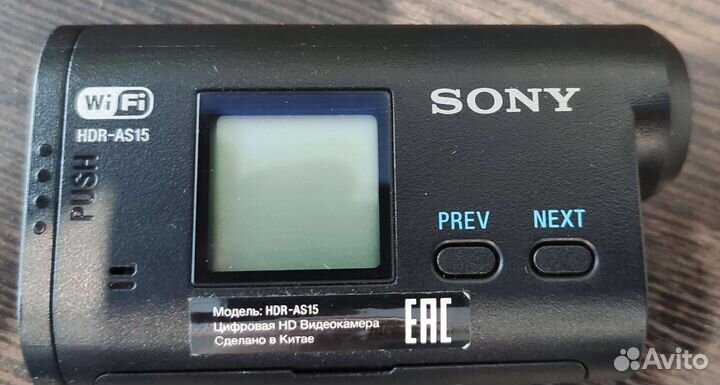 WiFi
HDR-AS15
PUSH
SONY
PREV NEXT
Модель: HDR-AS15
Цифровая HD Видеокамера
Сделано в Китае
EAC
Avito